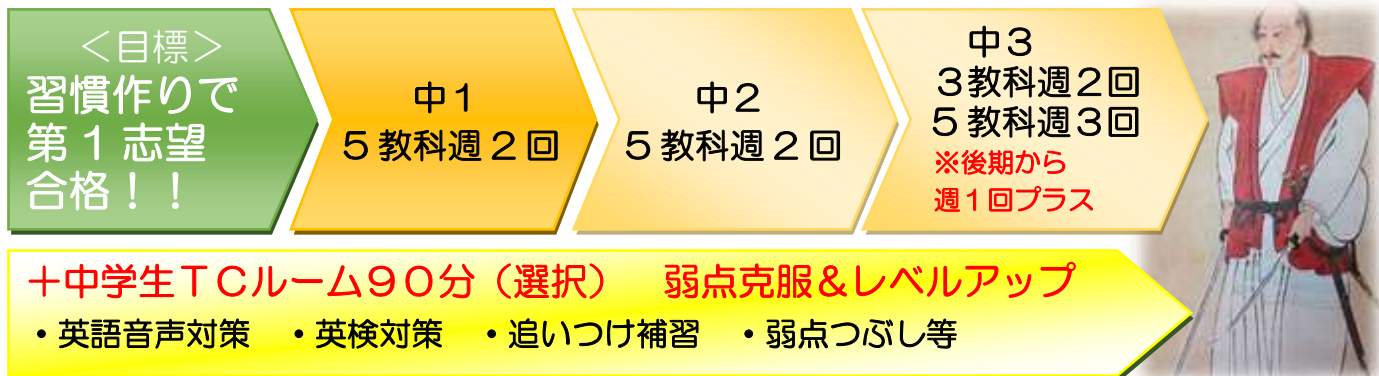 ＜目標＞
習慣作りで
第1志望
合格！！
中１
５教科週２回
中２
５教科週２回
中３
３教科週２回
５教科週３回
※後期から
週１回プラス
＋中学生ＴＣルーム９０分（選択）　弱点克服＆レベルアップ
・英語音声対策　・英検対策　・追いつけ補習　・弱点つぶし等